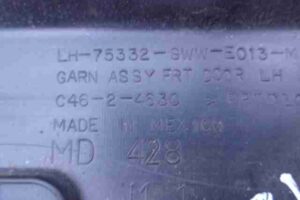 LH-75332-SWW-E013-M
GARN ASSY FRT DOOR LH
C46-2-4630
MADE IN MEXICO
MD 428